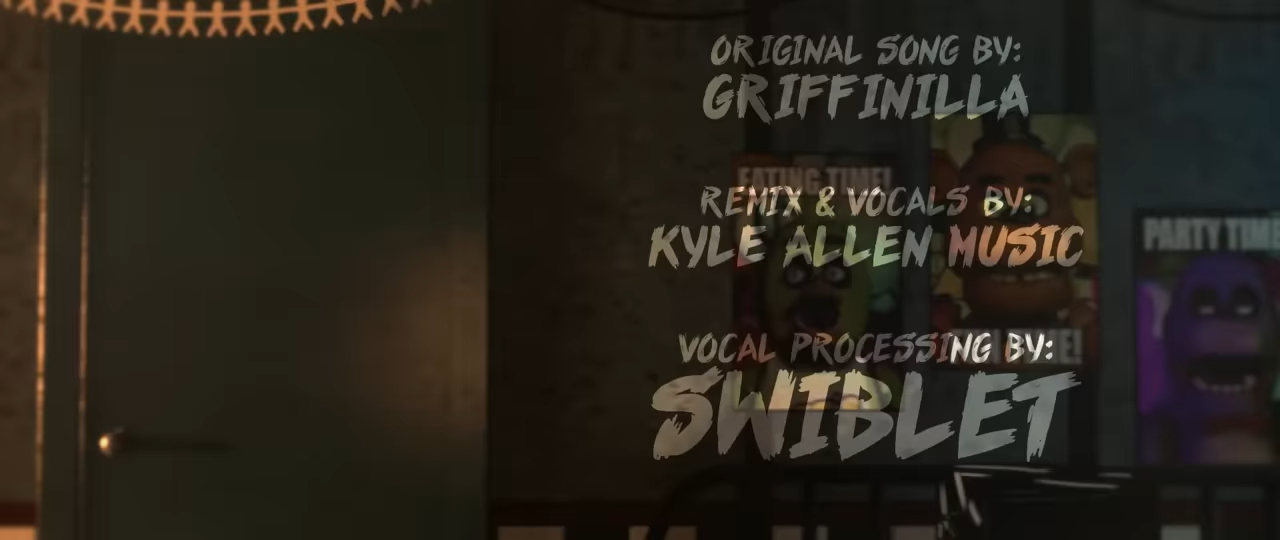 ORIGINAL SONG BY:
GRIFFINILLA
EATING TIME!
REMIX & VOCALS BY:
KYLE ALLEN MUSIC
PARTY TIME
VOCAL PROCESSING BY:
SWIBLET